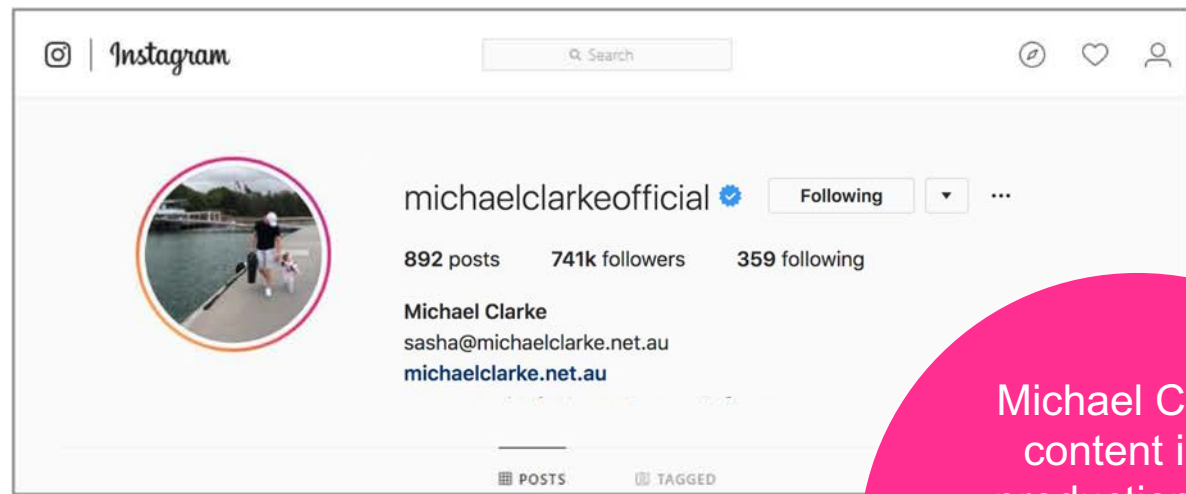 Instagram
Search
michaelclarkeofficial Following
892 posts 741k followers 359 following
Michael Clarke
sasha@michaelclarke.net.au
michaelclarke.net.au
POSTS TAGGED
Michael C
content i